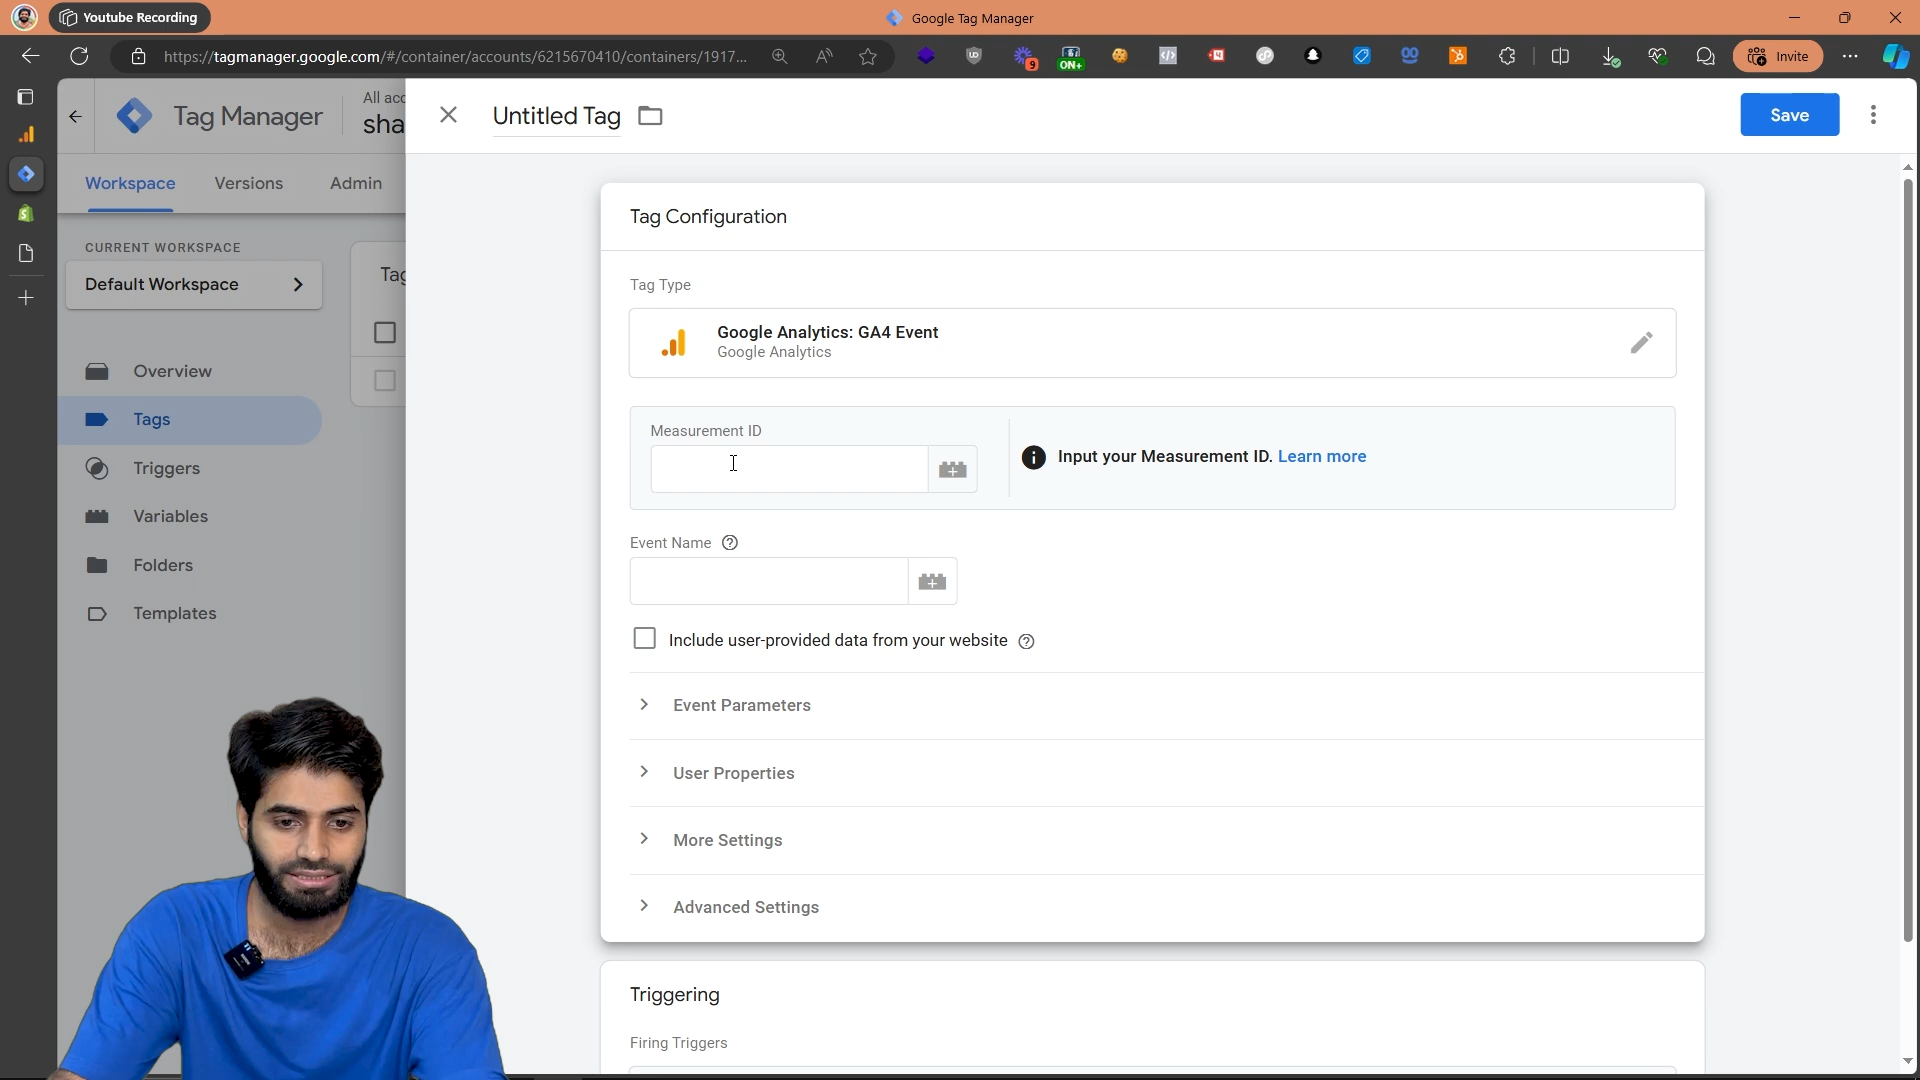 Youtube Recording
Google Tag Manager
https://tagmanager.google.com/#/container/accounts/6215670410/containers/1917...
9
ON+
Invite
Tag Manager
All acc
sha
Untitled Tag
Save
Workspace
Versions
Admin
CURRENT WORKSPACE
Default Workspace
Tag
Overview
Tags
Triggers
Variables
Folders
Templates
Tag Configuration
Tag Type
Google Analytics: GA4 Event
Google Analytics
Measurement ID
Input your Measurement ID. Learn more
Event Name
Include user-provided data from your website
Event Parameters
User Properties
More Settings
Advanced Settings
Triggering
Firing Triggers